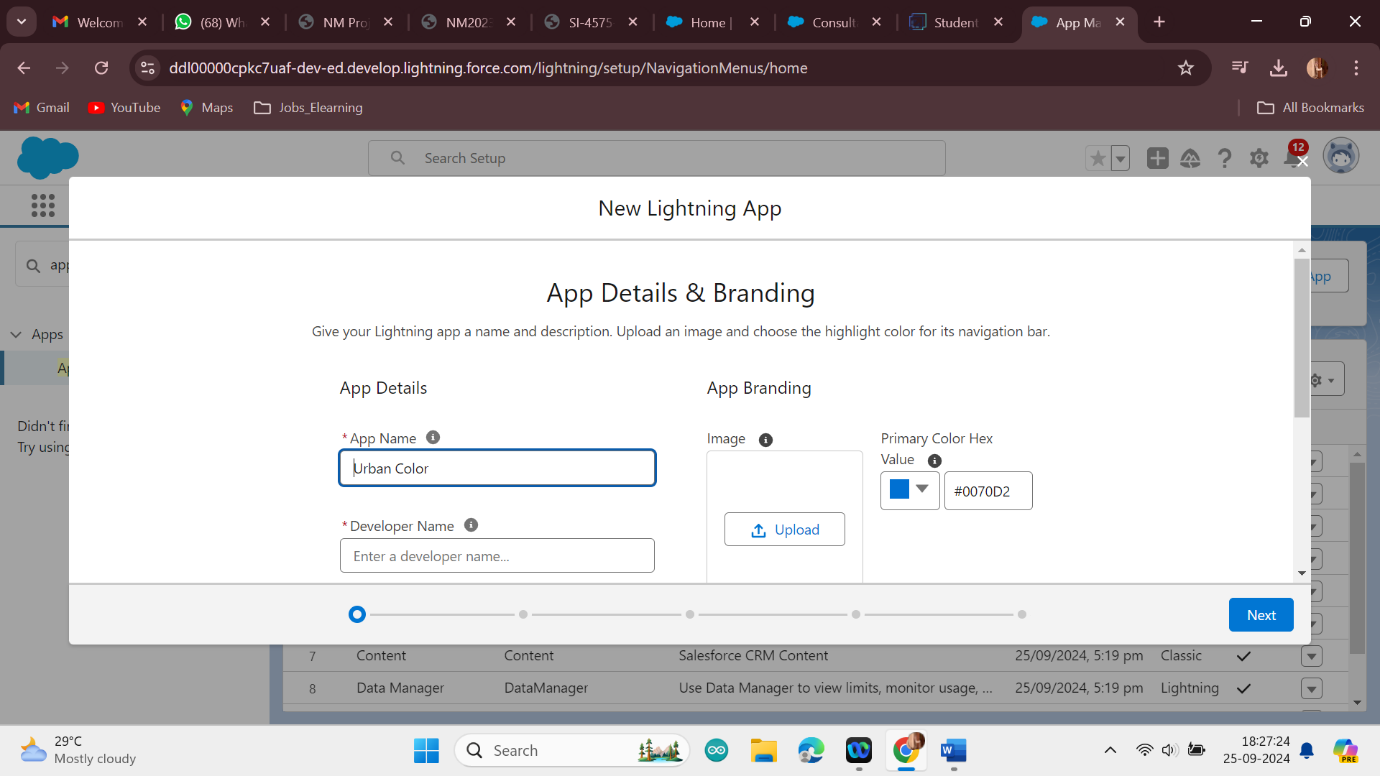 Welcom
(68) Wha
NM Pro
NM202
SI-4575
Home |
Consult
Student
App Ma
ddl00000cpkc7uaf-dev-ed.develop.lightning.force.com/lightning/setup/NavigationMenus/home
Gmail
YouTube
Maps
Jobs_Elearning
All Bookmarks
Search Setup
12
New Lightning App
app
App
App Details & Branding
Give your Lightning app a name and description. Upload an image and choose the highlight color for its navigation bar.
Apps
Ap
Didn't fi
Try using
App Details
App Branding
* App Name
Urban Color
Image
Primary Color Hex
Value
#0070D2
Upload
* Developer Name
Enter a developer name...
Next
7 Content Content Salesforce CRM Content 25/09/2024, 5:19 pm Classic
8 Data Manager DataManager Use Data Manager to view limits, monitor usage, ... 25/09/2024, 5:19 pm Lightning
29°C
Mostly cloudy
Search
PRE
18:27:24
25-09-2024